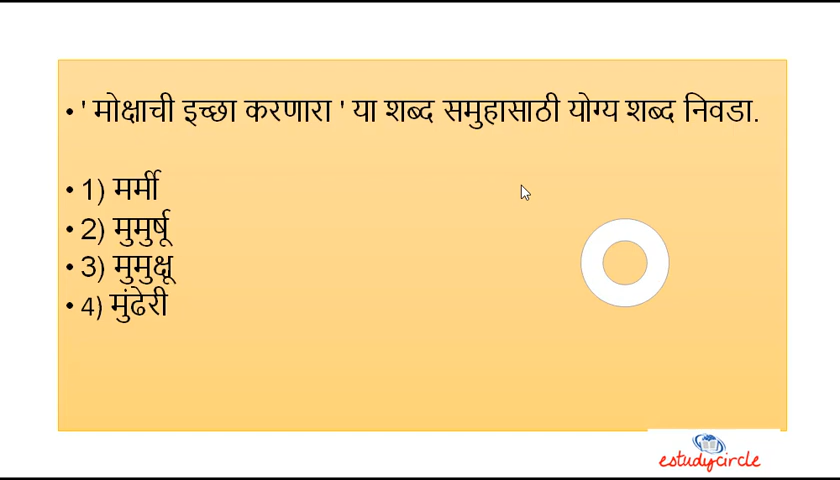 • ' मोक्षाची इच्छा करणारा ' या शब्द समुहासाठी योग्य शब्द निवडा.
• 1) मर्मी
• 2) मुमुर्षू
• 3) मुमुक्षू
• 4) मुंढेरी
estudycircle